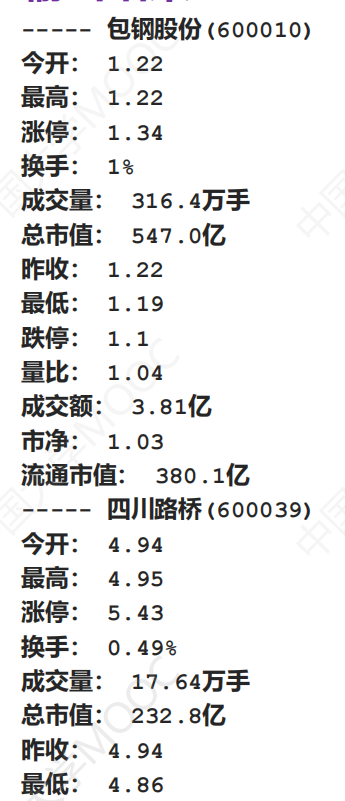 ----- 包钢股份(600010)
今开： 1.22
最高： 1.22
涨停： 1.34
换手： 1%
成交量： 316.4万手
总市值： 547.0亿
昨收： 1.22
最低： 1.19
跌停： 1.1
量比： 1.04
成交额： 3.81亿
市净： 1.03
流通市值： 380.1亿
----- 四川路桥(600039)
今开： 4.94
最高： 4.95
涨停： 5.43
换手： 0.49%
成交量： 17.64万手
总市值： 232.8亿
昨收： 4.94
最低： 4.86